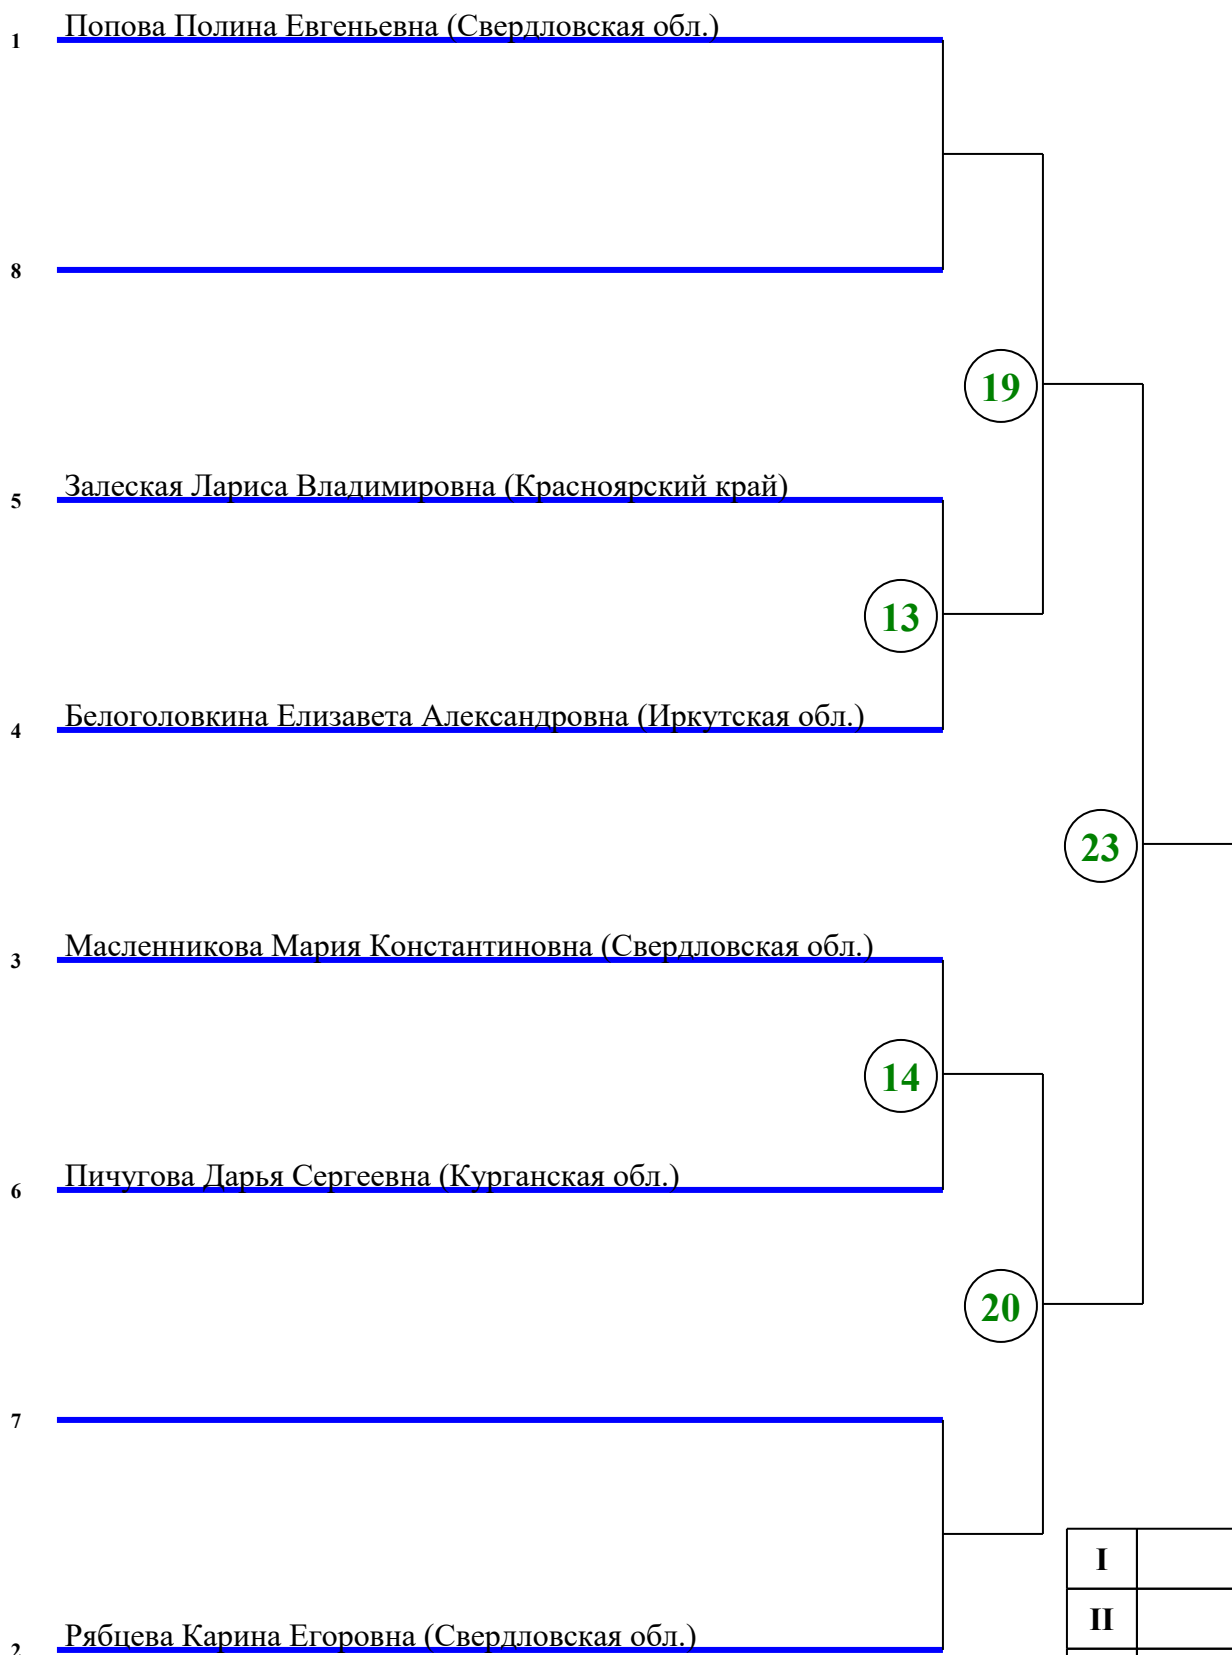 1 Попова Полина Евгеньевна (Свердловская обл.)
8
19
5 Залеская Лариса Владимировна (Красноярский край)
13
4 Белоголовкина Елизавета Александровна (Иркутская обл.)
23
3 Масленникова Мария Константиновна (Свердловская обл.)
14
6 Пичугова Дарья Сергеевна (Курганская обл.)
20
7
I
II
2 Рябцева Карина Егоровна (Свердловская обл.)